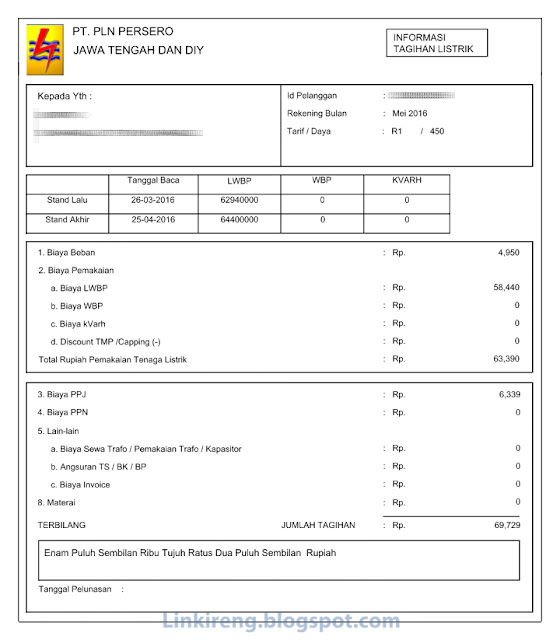 PT. PLN PERSERO
JAWA TENGAH DAN DIY
INFORMASI
TAGIHAN LISTRIK
Kepada Yth :
Id Pelanggan :
Rekening Bulan : Mei 2016
Tarif / Daya : R1 / 450
Tanggal Baca LWBP WBP KVARH
Stand Lalu 26-03-2016 62940000 0 0
Stand Akhir 25-04-2016 64400000 0 0
1. Biaya Beban : Rp. 4,950
2. Biaya Pemakaian
a. Biaya LWBP : Rp. 58,440
b. Biaya WBP : Rp. 0
c. Biaya kVarh : Rp. 0
d. Discount TMP /Capping (-) : Rp. 0
Total Rupiah Pemakaian Tenaga Listrik : Rp. 63,390
3. Biaya PPJ : Rp. 6,339
4. Biaya PPN : Rp. 0
5. Lain-lain
a. Biaya Sewa Trafo / Pemakaian Trafo / Kapasitor : Rp. 0
b. Angsuran TS / BK / BP : Rp. 0
c. Biaya Invoice : Rp. 0
8. Materai : Rp. 0
TERBILANG JUMLAH TAGIHAN : Rp. 69,729
Enam Puluh Sembilan Ribu Tujuh Ratus Dua Puluh Sembilan Rupiah
Tanggal Pelunasan :
Linkireng.blogspot.com